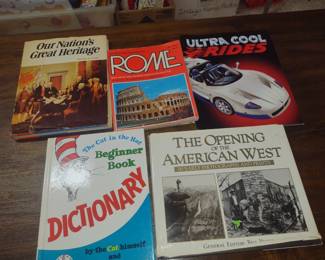 Our Nation's
Great Heritage
ROME
ULTRA COOL
RIDES
The Cat in the Hat
Beginner
Book
DICTIONARY
by the Cat himself
and
THE OPENING
OF THE
AMERICAN WEST
GENERAL EDITOR